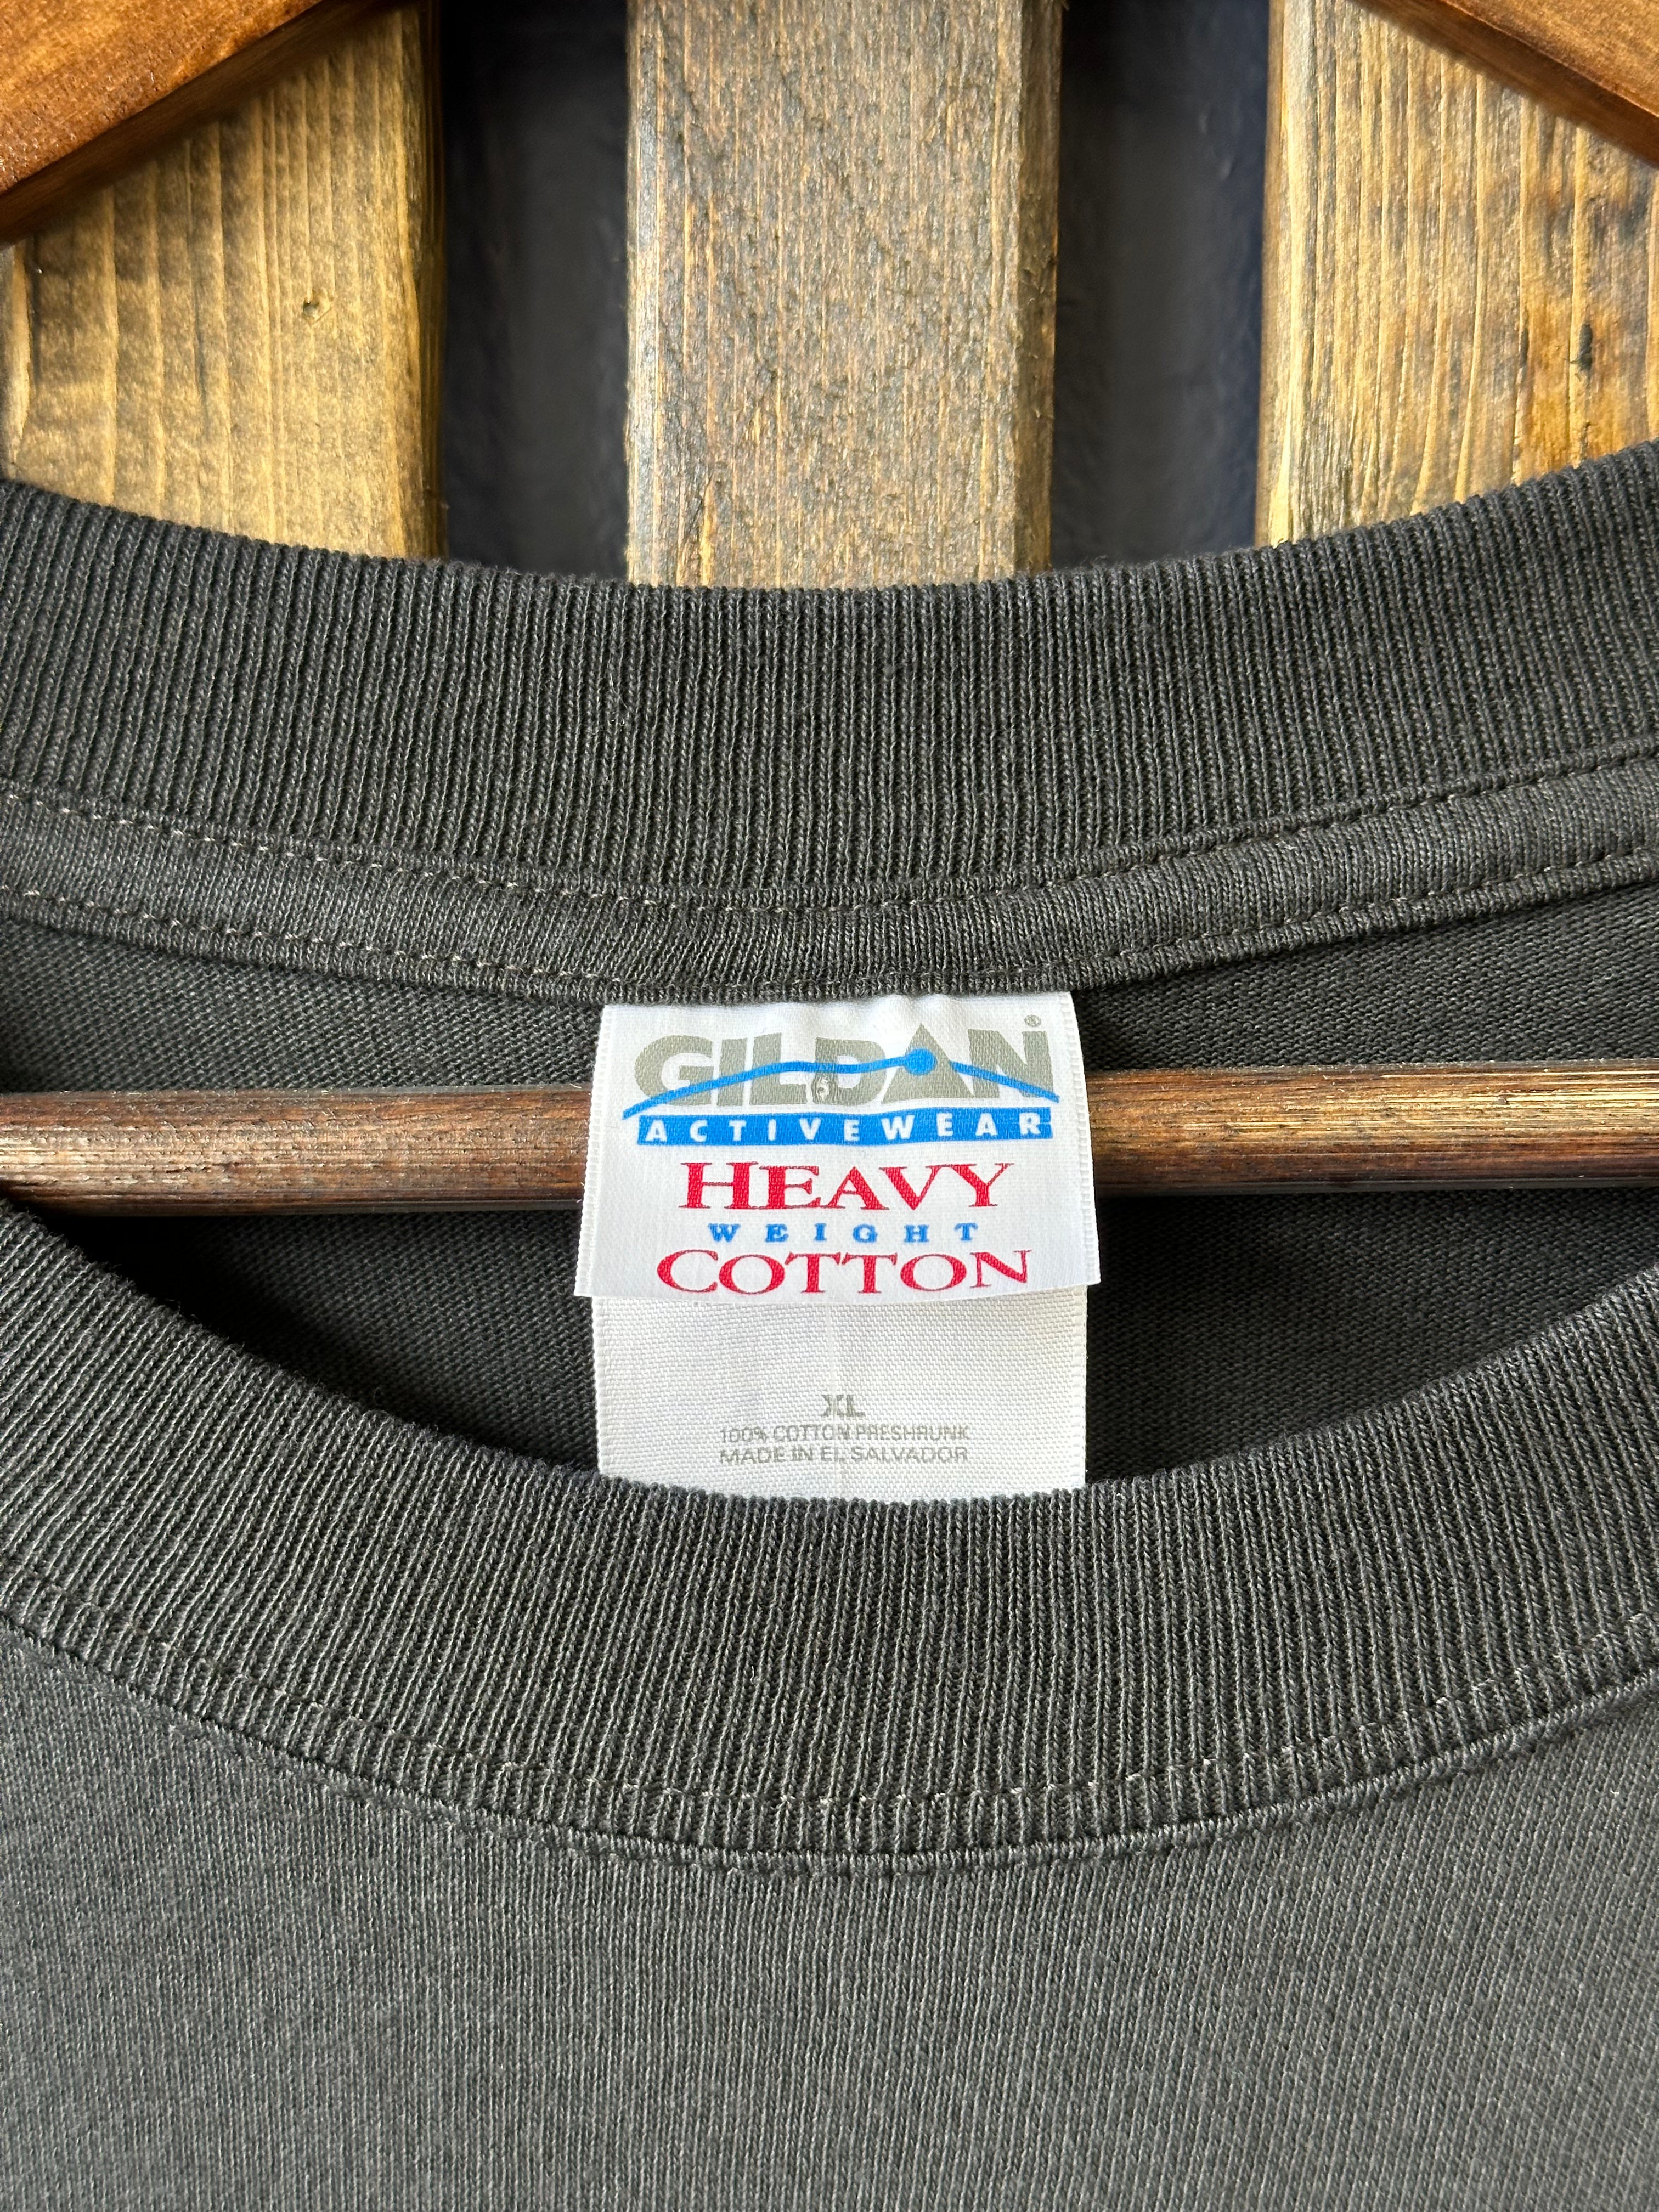 GILDAN®
ACTIVEWEAR
HEAVY
WEIGHT
COTTON
XL
100% COTTON PRESHRUNK
MADE IN EL SALVADOR